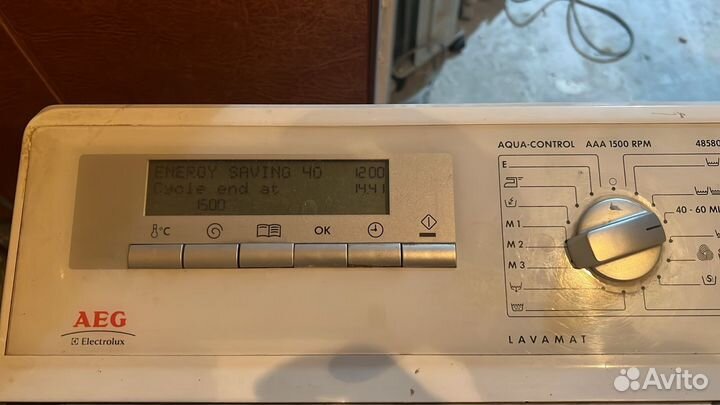 ENERGY SAVING 40 12.00
Cycle end at 14.41
1500
°C
OK
AQUA-CONTROL
AAA 1500 RPM
48580
E
40 - 60 MI
M 1
M 2
M 3
S
AEG
Electrolux
LAVAMAT
Avito